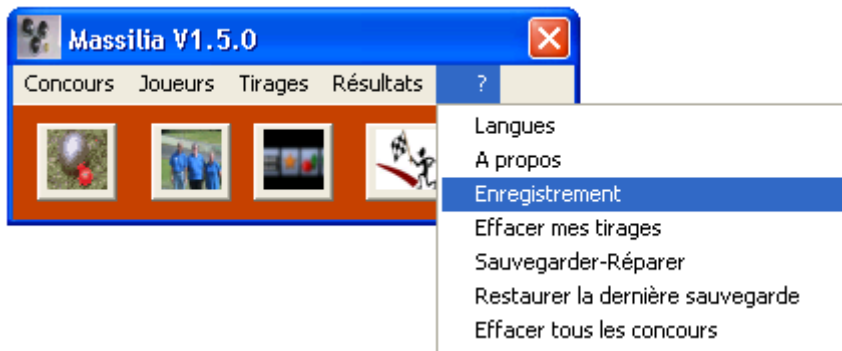 Massilia V1.5.0
Concours Joueurs Tirages Résultats ?
Langues
A propos
Enregistrement
Effacer mes tirages
Sauvegarder-Réparer
Restaurer la dernière sauvegarde
Effacer tous les concours